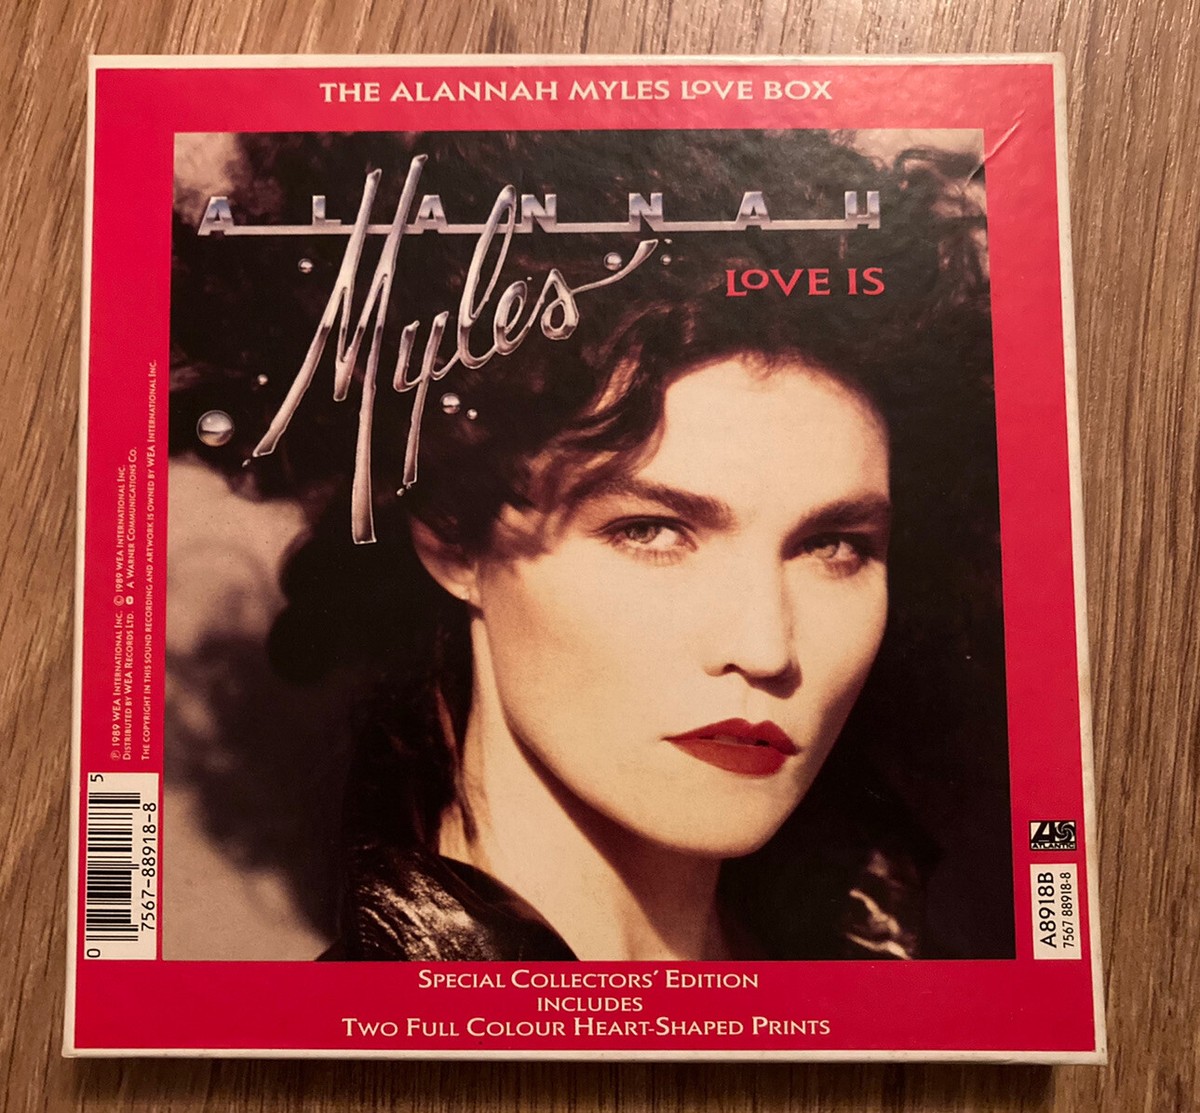 THE ALANNAH MYLES LOVE BOX
ALANNAH
Myles
LOVE IS
℗ 1989 WEA INTERNATIONAL INC. © 1989 WEA INTERNATIONAL INC.
DISTRIBUTED BY WEA RECORDS LTD. A WARNER COMMUNICATIONS CO.
THE COPYRIGHT IN THIS SOUND RECORDING AND ARTWORK IS OWNED BY WEA INTERNATIONAL INC.
0 7567-88918-8 5
ATLANTIC
A8918B
7567 88918-8
SPECIAL COLLECTORS' EDITION
INCLUDES
TWO FULL COLOUR HEART-SHAPED PRINTS